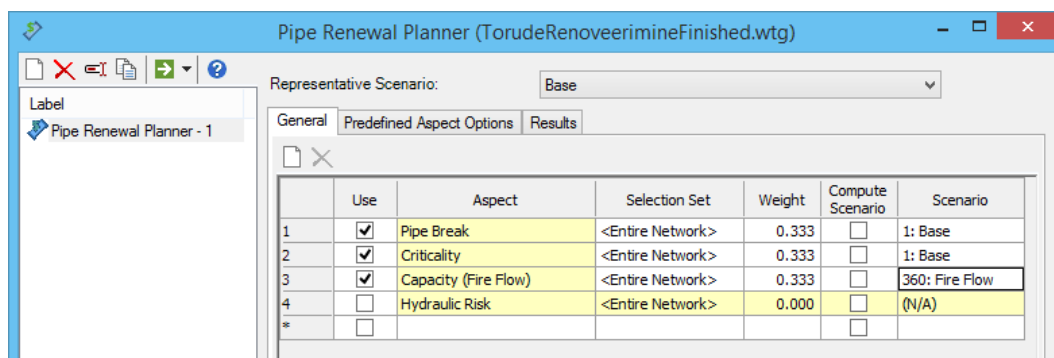 Pipe Renewal Planner (TorudeRenoveerimineFinished.wtg)
Label
Pipe Renewal Planner - 1
Representative Scenario: Base
General Predefined Aspect Options Results
Use Aspect Selection Set Weight Compute Scenario Scenario
1 Pipe Break <Entire Network> 0.333 1: Base
2 Criticality <Entire Network> 0.333 1: Base
3 Capacity (Fire Flow) <Entire Network> 0.333 360: Fire Flow
4 Hydraulic Risk <Entire Network> 0.000 (N/A)
*